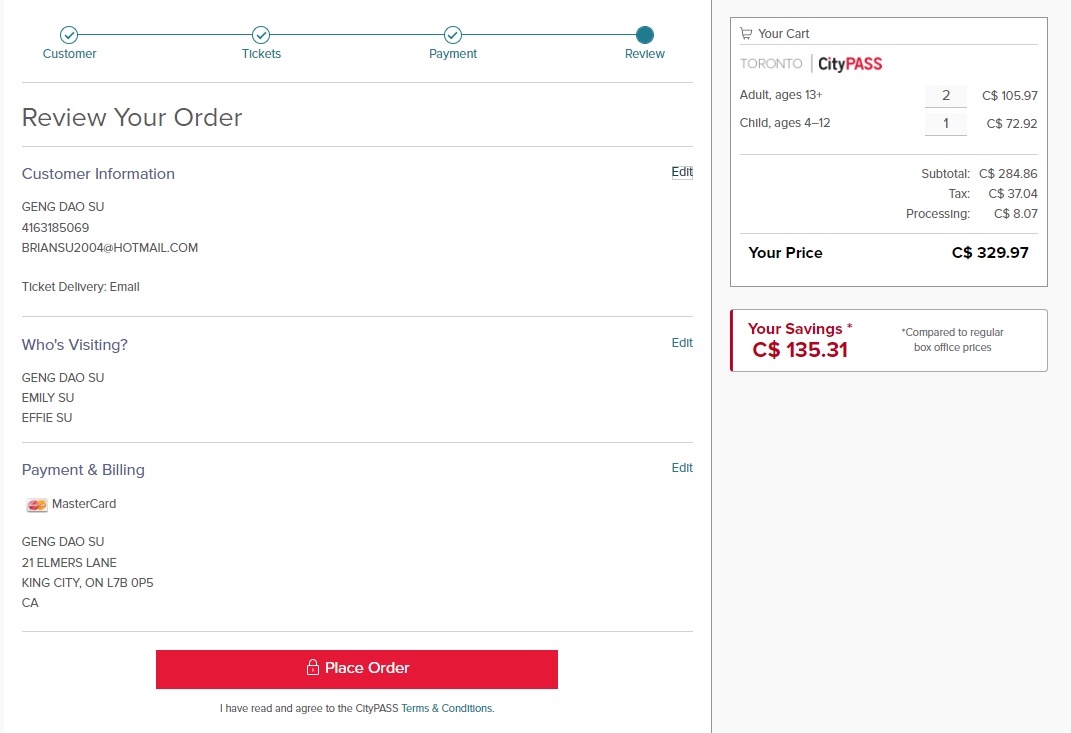 Customer
Tickets
Payment
Review
Review Your Order
Customer Information
Edit
GENG DAO SU
4163185069
BRIANSU2004@HOTMAIL.COM
Ticket Delivery: Email
Who's Visiting?
Edit
GENG DAO SU
EMILY SU
EFFIE SU
Payment & Billing
Edit
MasterCard
GENG DAO SU
21 ELMERS LANE
KING CITY, ON L7B 0P5
CA
Place Order
I have read and agree to the CityPASS Terms & Conditions.
Your Cart
TORONTO CityPASS
Adult, ages 13+ 2 C$ 105.97
Child, ages 4–12 1 C$ 72.92
Subtotal: C$ 284.86
Tax: C$ 37.04
Processing: C$ 8.07
Your Price C$ 329.97
Your Savings *
C$ 135.31
*Compared to regular
box office prices